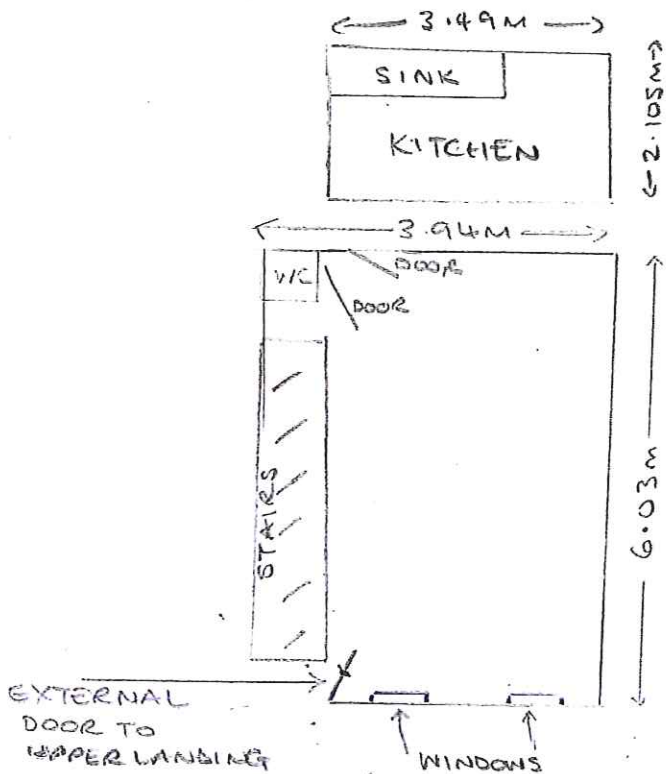 3.49M
SINK
KITCHEN
2.105M
3.94M
W/C
DOOR
DOOR
STAIRS
6.03M
EXTERNAL
DOOR TO
UPPER LANDING
WINDOWS